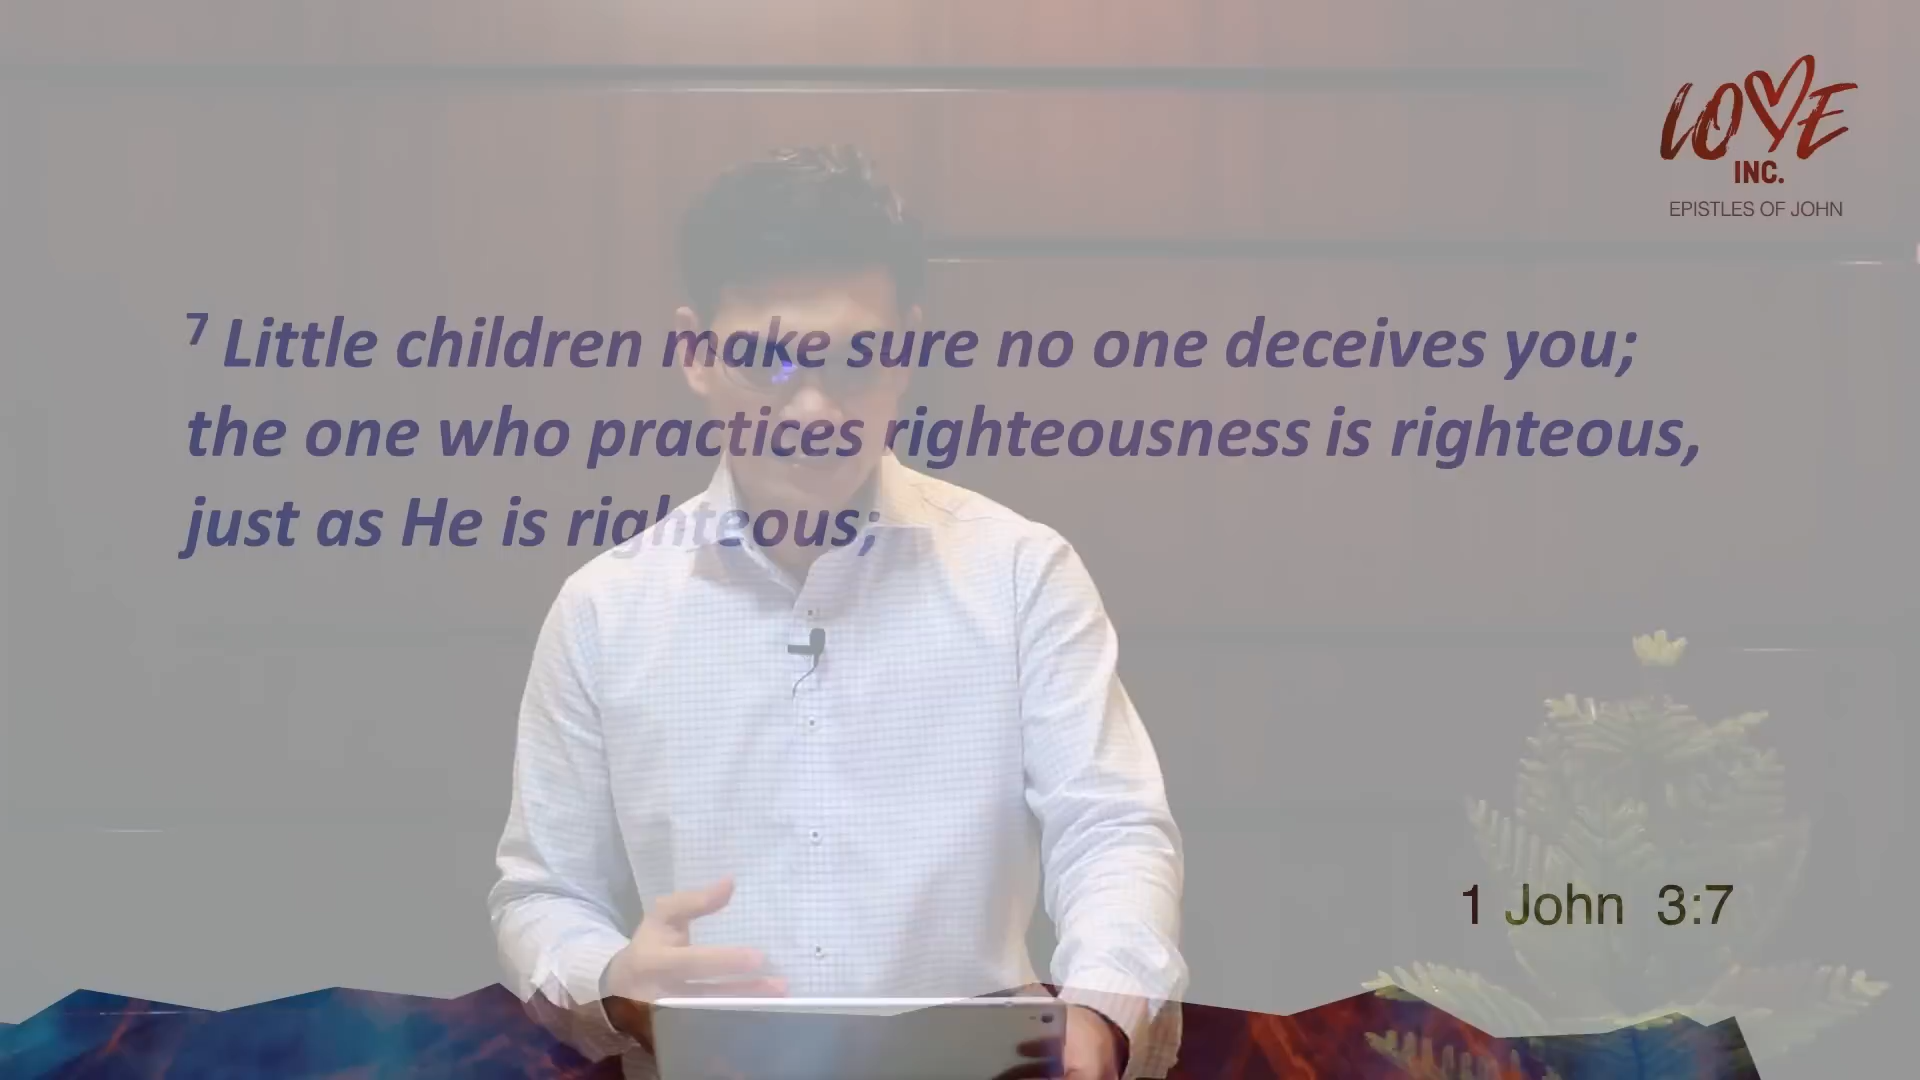 LOVE
INC.
EPISTLES OF JOHN
7 Little children make sure no one deceives you;
the one who practices righteousness is righteous,
just as He is righteous;
1 John 3:7